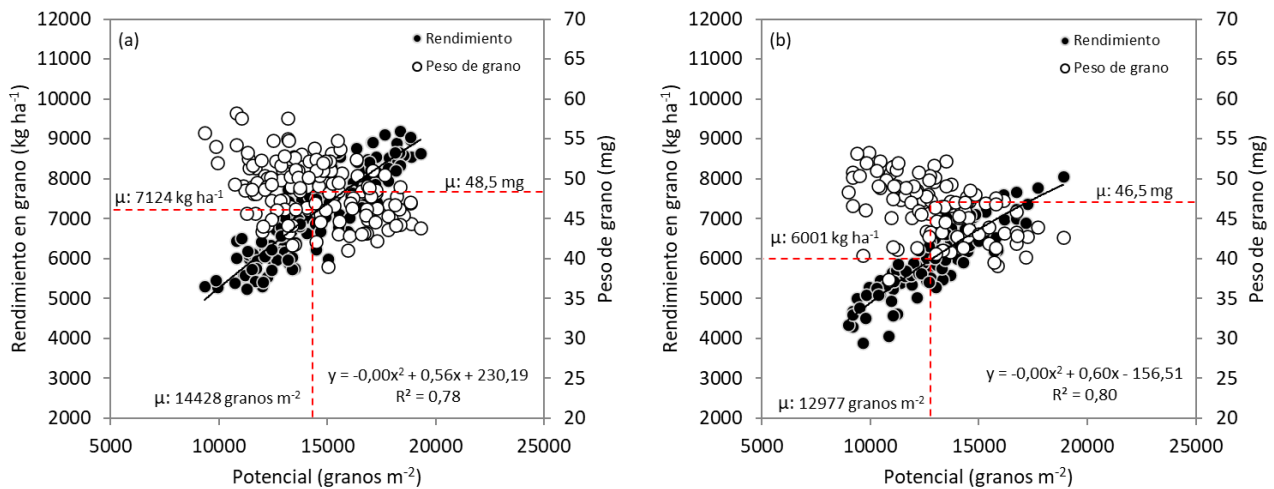 (a)
Rendimiento
Peso de grano
12000
11000
10000
9000
8000
7000
6000
5000
4000
3000
2000
Rendimiento en grano (kg ha⁻¹)
70
65
60
55
50
45
40
35
30
25
20
Peso de grano (mg)
μ: 7124 kg ha⁻¹
μ: 48,5 mg
μ: 14428 granos m⁻²
y = -0,00x² + 0,56x + 230,19
R² = 0,78
5000
10000
15000
20000
25000
Potencial (granos m⁻²)
(b)
Rendimiento
Peso de grano
12000
11000
10000
9000
8000
7000
6000
5000
4000
3000
2000
Rendimiento en grano (kg ha⁻¹)
70
65
60
55
50
45
40
35
30
25
20
Peso de grano (mg)
μ: 6001 kg ha⁻¹
μ: 46,5 mg
μ: 12977 granos m⁻²
y = -0,00x² + 0,60x - 156,51
R² = 0,80
5000
10000
15000
20000
25000
Potencial (granos m⁻²)